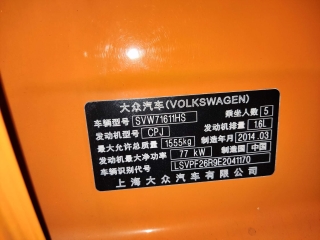 大众汽车(VOLKSWAGEN)
车辆型号 SVW71611HS 乘坐人数 5
发动机型号 CPJ 发动机排量 1.6L
最大允许总质量 1555kg 制造年月 2014.03
发动机最大净功率 77 kW 制造国 中国
车辆识别代号 LSVPF26R9E2041170
上海大众汽车有限公司